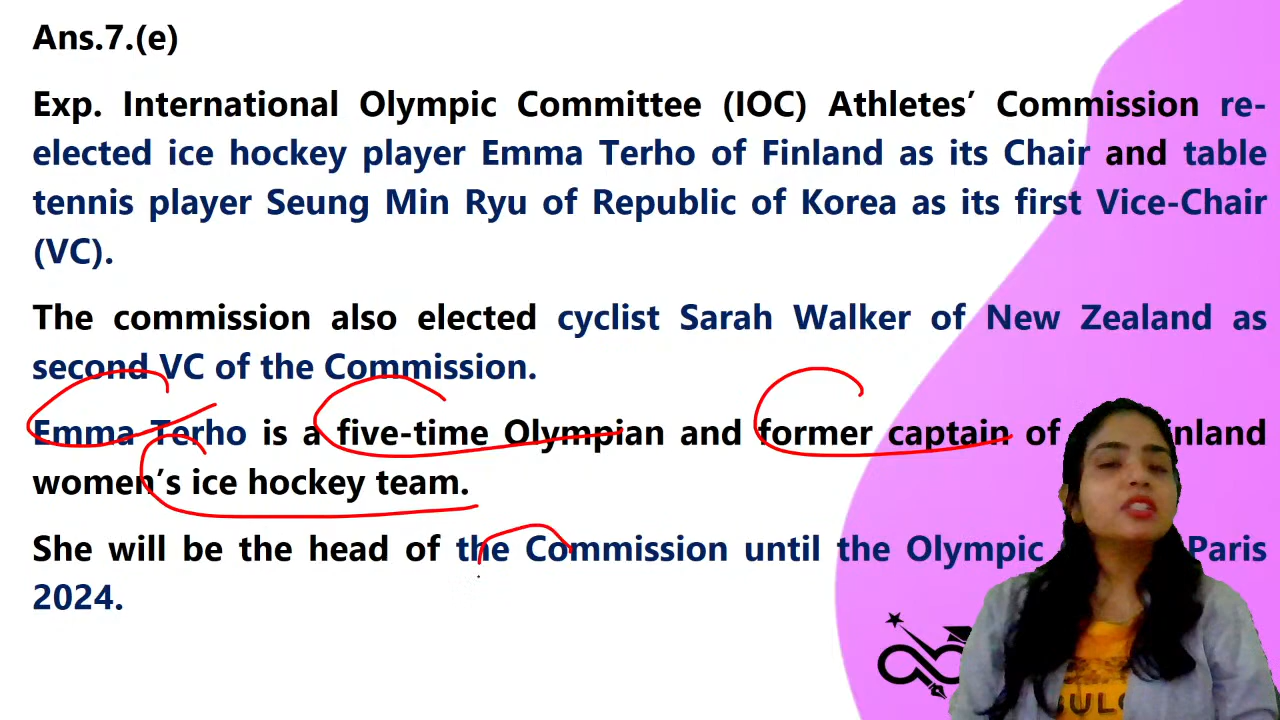 Ans.7.(e)
Exp. International Olympic Committee (IOC) Athletes’ Commission re-
elected ice hockey player Emma Terho of Finland as its Chair and table
tennis player Seung Min Ryu of Republic of Korea as its first Vice-Chair
(VC).
The commission also elected cyclist Sarah Walker of New Zealand as
second VC of the Commission.
Emma Terho is a five-time Olympian and former captain of inland
women’s ice hockey team.
She will be the head of the Commission until the Olympic Paris
2024.